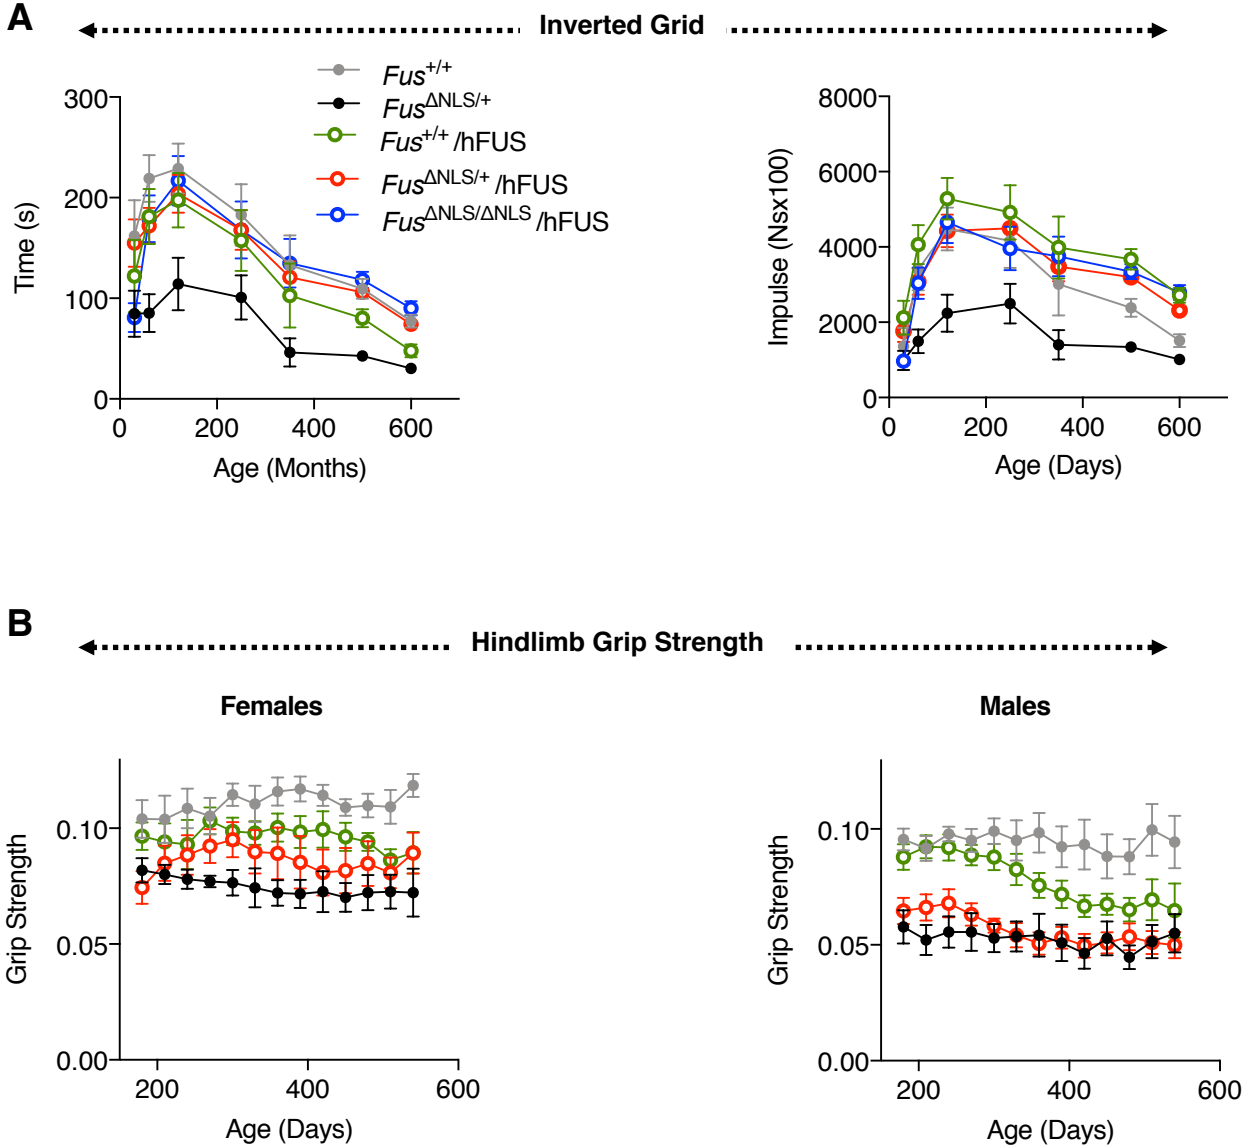 A
Inverted Grid
Fus+/+
FusΔNLS/+
Fus+/+ /hFUS
FusΔNLS/+ /hFUS
FusΔNLS/ΔNLS /hFUS
300
200
100
0
Time (s)
0 200 400 600
Age (Months)
8000
6000
4000
2000
0
Impulse (Nsx100)
0 200 400 600
Age (Days)
B
Hindlimb Grip Strength
Females
0.10
0.05
0.00
Grip Strength
200 400 600
Age (Days)
Males
0.10
0.05
0.00
Grip Strength
200 400 600
Age (Days)